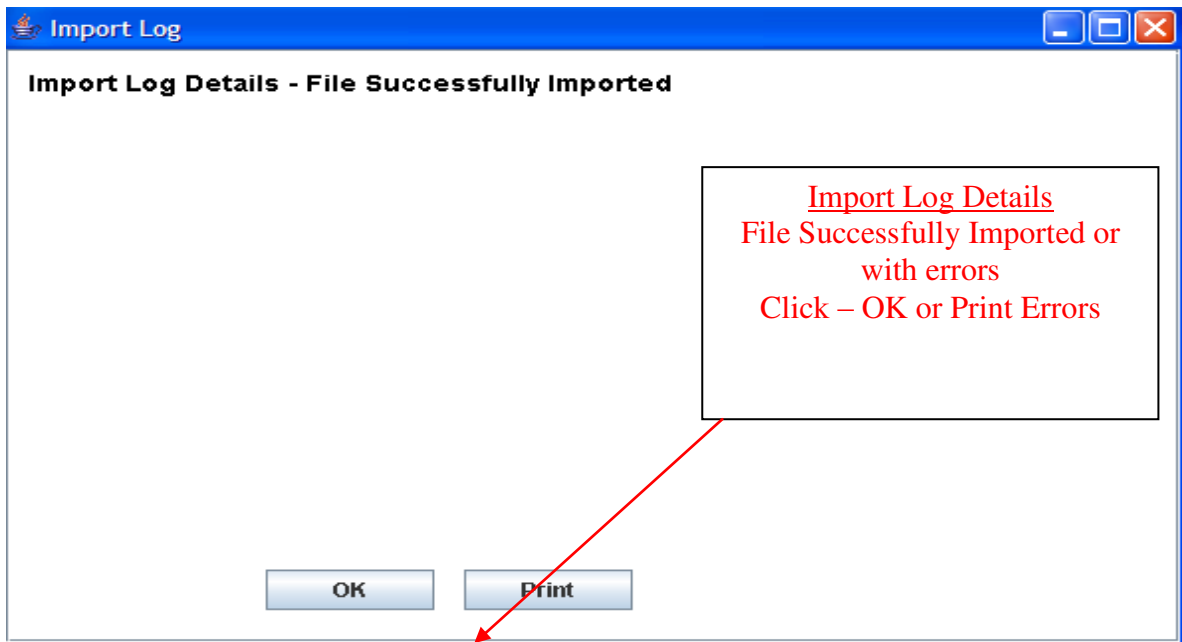 Import Log
Import Log Details - File Successfully Imported
Import Log Details
File Successfully Imported or
with errors
Click – OK or Print Errors
OK
Print